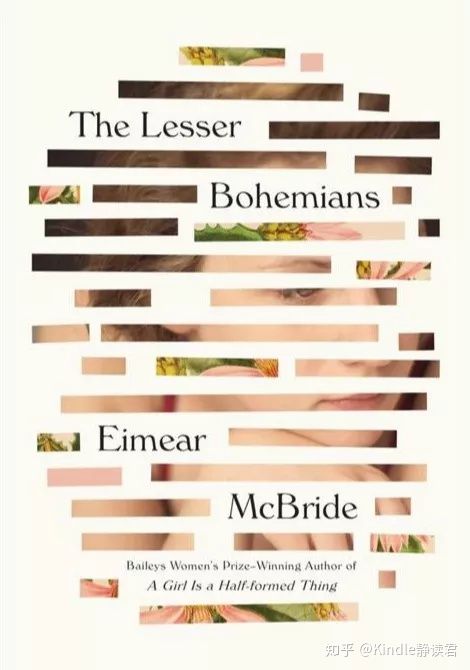 The Lesser
Bohemians
Eimear
McBride
Baileys Women's Prize–Winning Author of
A Girl Is a Half-formed Thing
知乎 @Kindle静读君